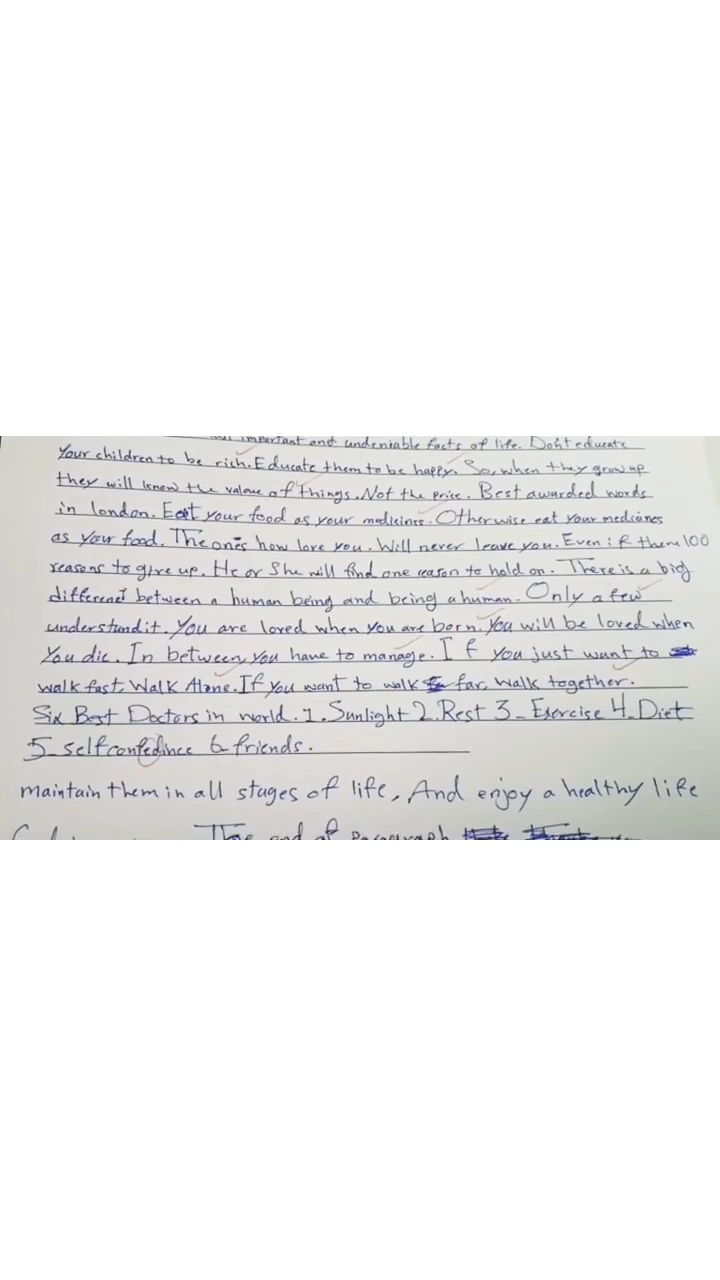 important and undeniable facts of life. Don't educate
Your children to be rich. Educate them to be happy. So, when they grow up
they will know the value of things. Not the price. Best awarded words
in london. Eat your food as your medicines. Otherwise eat your medicines
as your food. The ones how love you. Will never leave you. Even if there 100
reasons to give up. He or She will find one reason to hold on. There is a big
different between a human being and being a human. Only a few
understand it. You are loved when you are born. You will be loved when
You die. In between, you have to manage. If you just want to
walk fast, Walk Alone. If you want to walk far, walk together.
Six Best Doctors in world. 1. Sunlight 2. Rest 3_ Exercise 4. Diet
5_ self confedince 6 friends.
maintain them in all stages of life, And enjoy a healthy life
The end of Paragraph